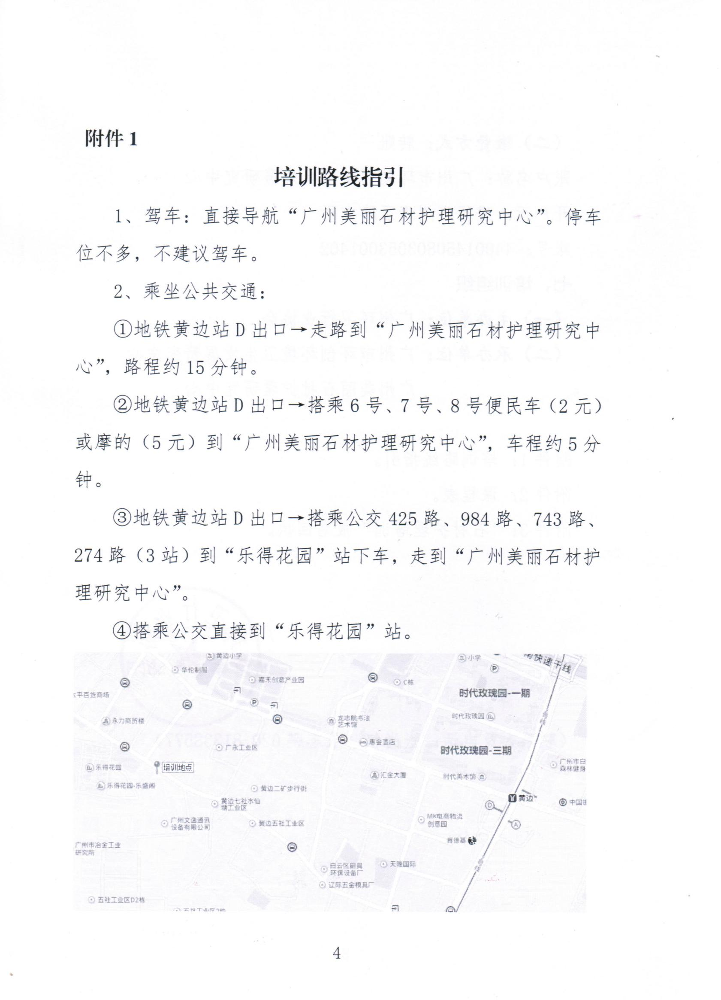 附件 1
培训路线指引
1、驾车：直接导航“广州美丽石材护理研究中心”。停车
位不多，不建议驾车。
2、乘坐公共交通：
①地铁黄边站 D 出口→走路到“广州美丽石材护理研究中
心”，路程约 15 分钟。
②地铁黄边站 D 出口→搭乘 6 号、7 号、8 号便民车（2 元）
或摩的（5 元）到“广州美丽石材护理研究中心”，车程约 5 分
钟。
③地铁黄边站 D 出口→搭乘公交 425 路、984 路、743 路、
274 路（3 站）到“乐得花园”站下车，走到“广州美丽石材护
理研究中心”。
④搭乘公交直接到“乐得花园”站。
黄边小学
小学
快速干线
华伦制服
P
嘉禾创意产业园
C栋
平百货商场
时代玫瑰园-一期
P
永力商贸楼
龙志航书法
艺术馆
时代玫瑰园
惠金酒店
广永工业区
时代玫瑰园-三期
乐得花园
培训地点
广州市白
森林健身
汇金大厦
时代美术馆
乐得花园-乐盛阁
黄边二矿步行街
黄边
黄边七社水仙
塘工业区
D
中国
MK电商物流
创意园
广州文逸通讯
设备有限公司
黄边五社工业区
A
肯德基
广州市冶金工业
研究所
白云区厨具
环保设备厂
天隆国际
辽际五金模具厂
五社工业区D2栋
4